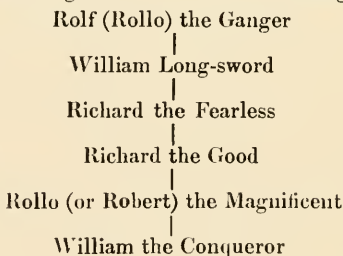 Rolf (Rollo) the Ganger
William Long-sword
Richard the Fearless
Richard the Good
Rollo (or Robert) the Magnificent
William the Conqueror